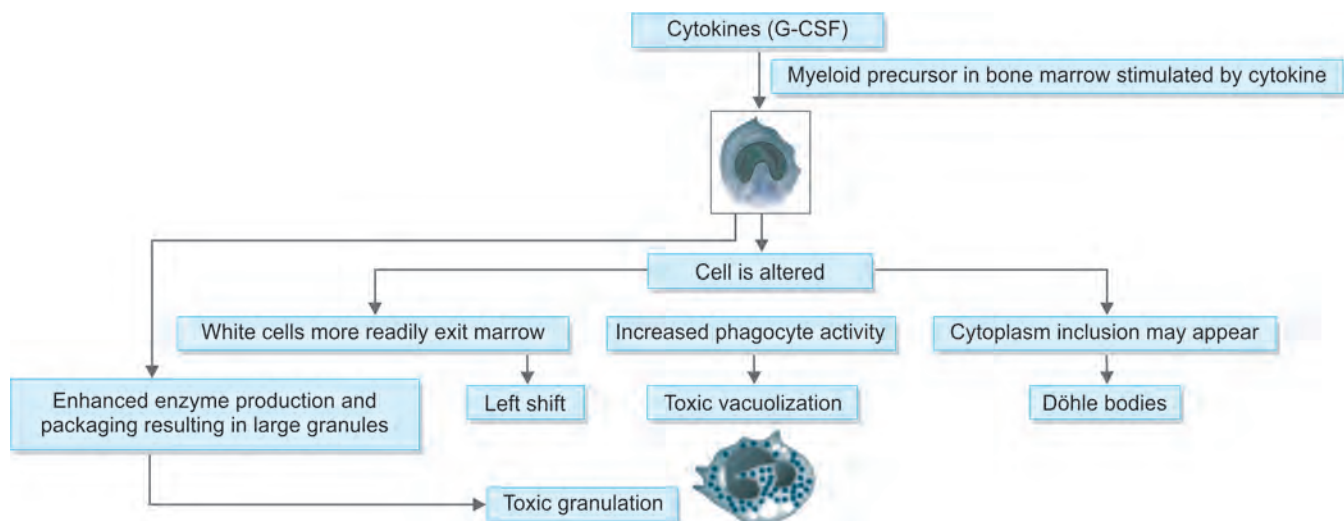 Cytokines (G-CSF)
Myeloid precursor in bone marrow stimulated by cytokine
Cell is altered
White cells more readily exit marrow
Increased phagocyte activity
Cytoplasm inclusion may appear
Enhanced enzyme production and
packaging resulting in large granules
Left shift
Toxic vacuolization
Döhle bodies
Toxic granulation